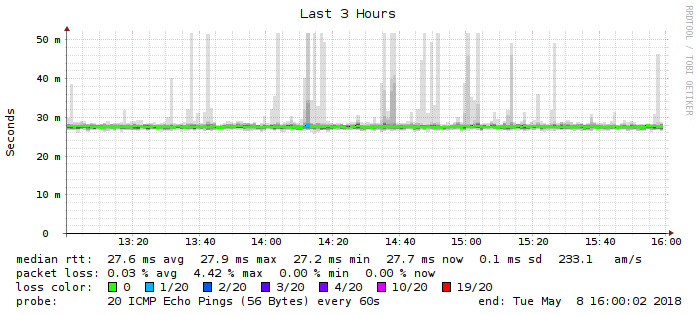 Last 3 Hours
RRDTOOL / TOBI OETIKER
Seconds
50 m
40 m
30 m
20 m
10 m
0
13:20 13:40 14:00 14:20 14:40 15:00 15:20 15:40 16:00
median rtt: 27.6 ms avg 27.9 ms max 27.2 ms min 27.7 ms now 0.1 ms sd 233.1 am/s
packet loss: 0.03 % avg 4.42 % max 0.00 % min 0.00 % now
loss color: 0 1/20 2/20 3/20 4/20 10/20 19/20
probe: 20 ICMP Echo Pings (56 Bytes) every 60s end: Tue May 8 16:00:02 2018